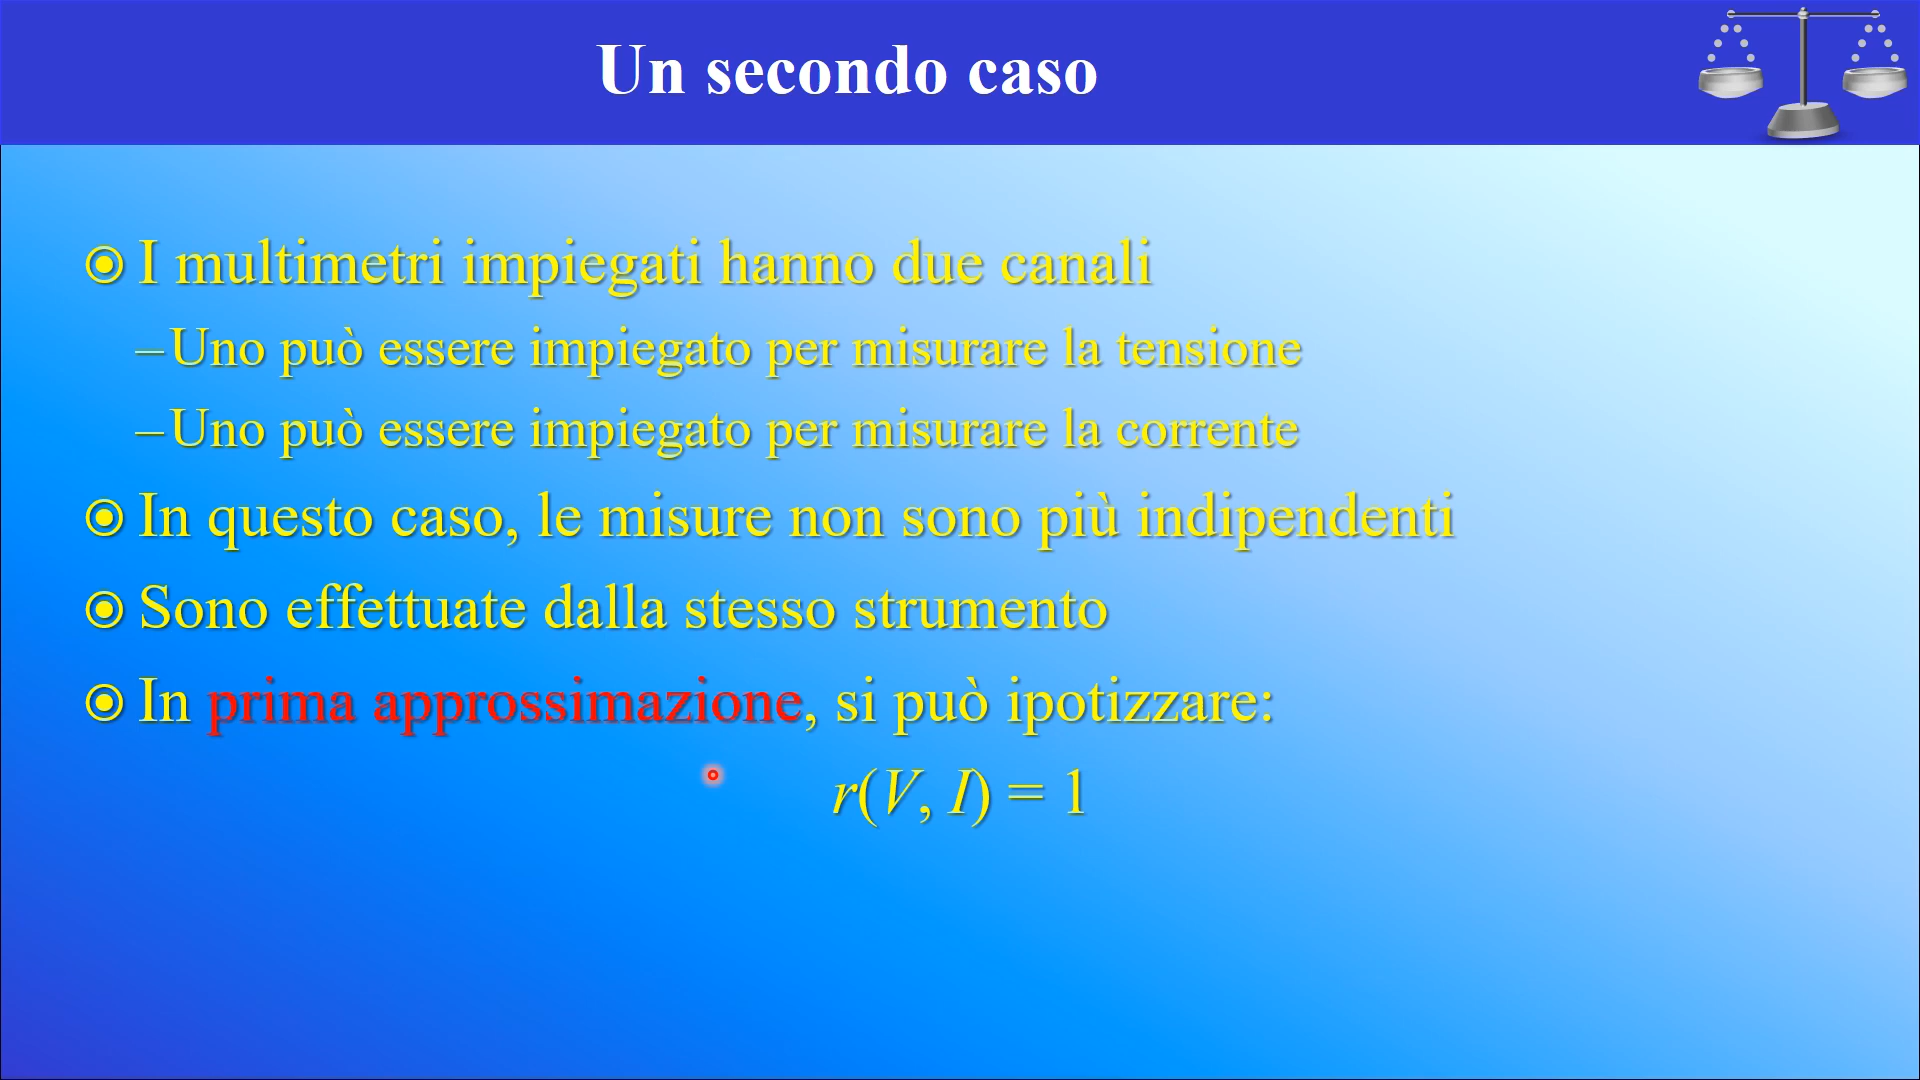 Un secondo caso
I multimetri impiegati hanno due canali
–Uno può essere impiegato per misurare la tensione
–Uno può essere impiegato per misurare la corrente
In questo caso, le misure non sono più indipendenti
Sono effettuate dalla stesso strumento
In prima approssimazione, si può ipotizzare:
r(V, I) = 1